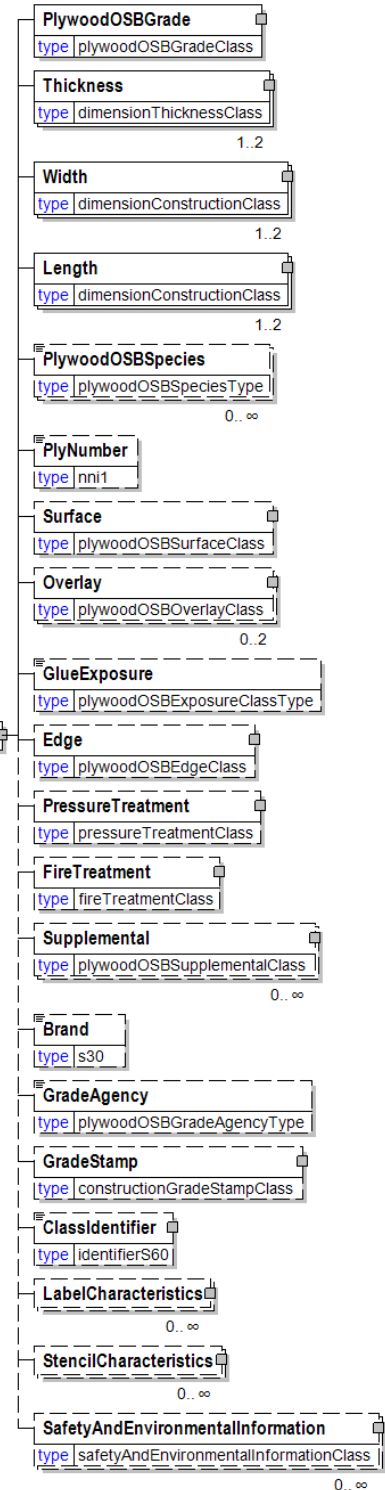 PlywoodOSBGrade
type plywoodOSBGradeClass
Thickness
type dimensionThicknessClass
1..2
Width
type dimensionConstructionClass
1..2
Length
type dimensionConstructionClass
1..2
PlywoodOSBSpecies
type plywoodOSBSpeciesType
0..∞
PlyNumber
type nni1
Surface
type plywoodOSBSurfaceClass
Overlay
type plywoodOSBOverlayClass
0..2
GlueExposure
type plywoodOSBExposureClassType
Edge
type plywoodOSBEdgeClass
PressureTreatment
type pressureTreatmentClass
FireTreatment
type fireTreatmentClass
Supplemental
type plywoodOSBSupplementalClass
0..∞
Brand
type s30
GradeAgency
type plywoodOSBGradeAgencyType
GradeStamp
type constructionGradeStampClass
ClassIdentifier
type identifierS60
LabelCharacteristics
0..∞
StencilCharacteristics
0..∞
SafetyAndEnvironmentalInformation
type safetyAndEnvironmentalInformationClass
0..∞